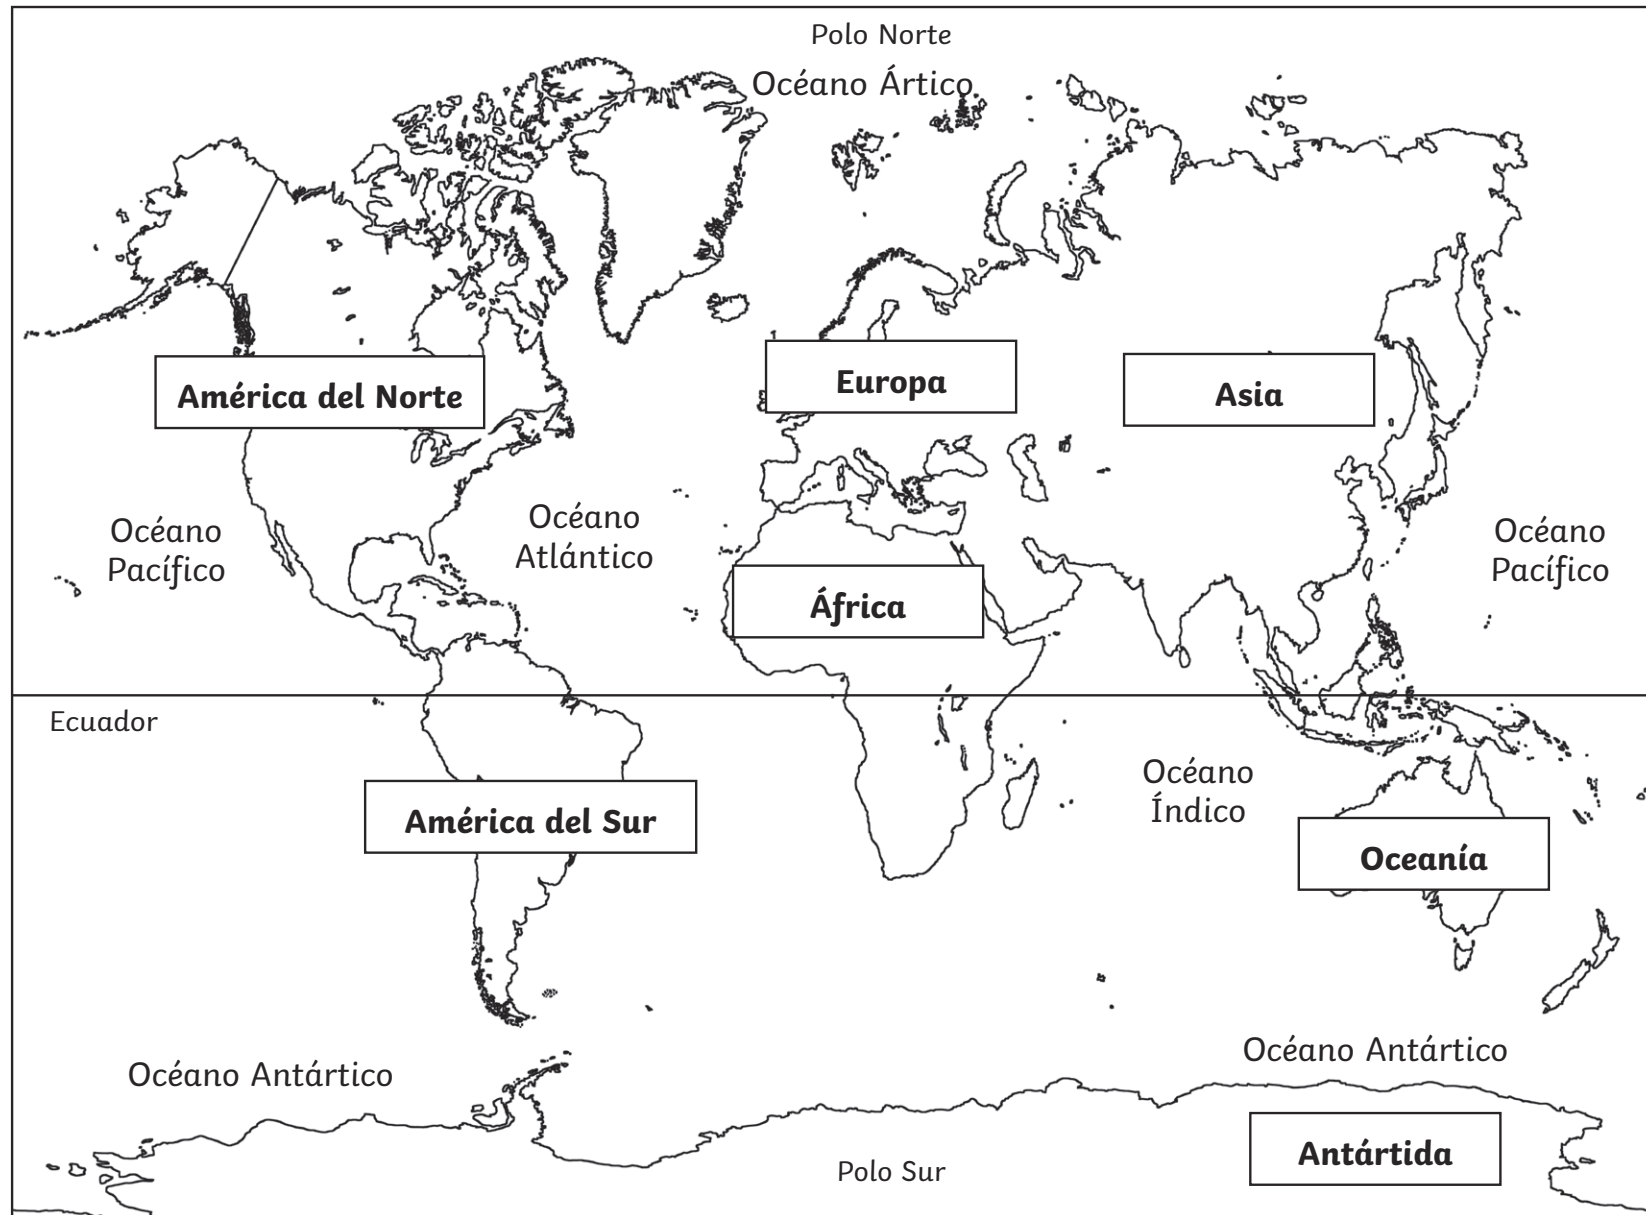 Polo Norte
Océano Ártico
América del Norte
Europa
Asia
Océano
Pacífico
Océano
Atlántico
Océano
Pacífico
África
Ecuador
Océano
Índico
América del Sur
Oceanía
Océano Antártico
Océano Antártico
Antártida
Polo Sur